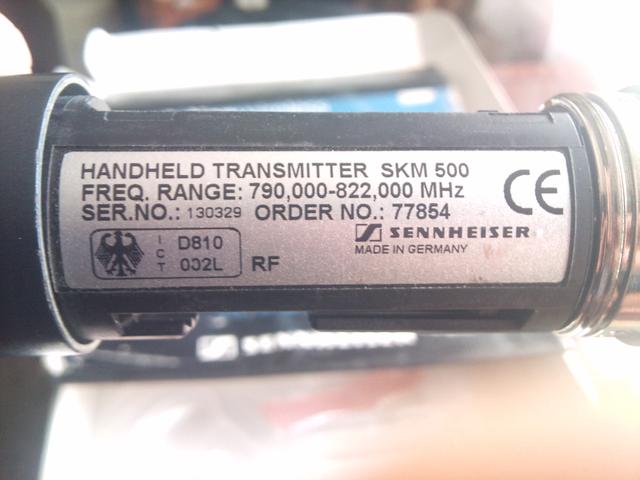 HANDHELD TRANSMITTER SKM 500
FREQ. RANGE: 790,000-822,000 MHz
SER.NO.: 130329 ORDER NO.: 77854
CE
SENNHEISER
MADE IN GERMANY
ICT
D810
002L
RF